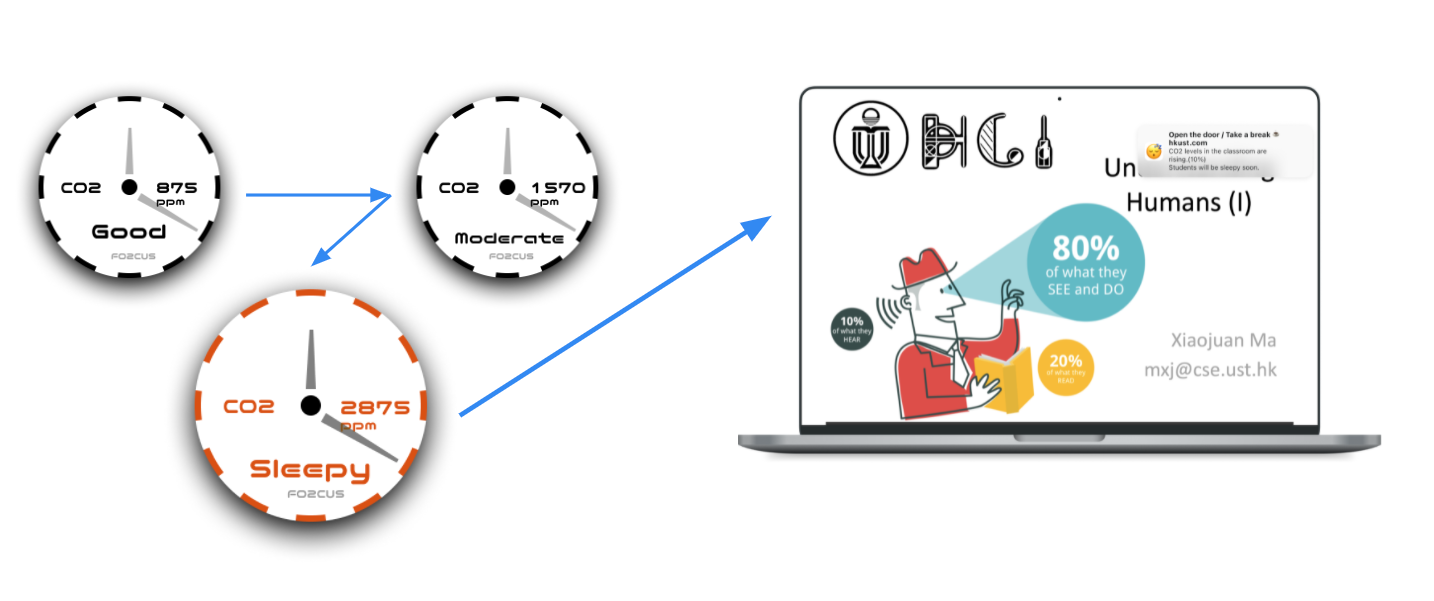 CO2 875
ppm
Good
FO2CUS
CO2 1570
ppm
Moderate
FO2CUS
CO2 2875
ppm
Sleepy
FO2CUS
HCI
Open the door / Take a break
hkust.com
CO2 levels in the classroom are
rising.(10%)
Students will be sleepy soon.
Humans (I)
80%
of what they
SEE and DO
10%
of what they
HEAR
20%
of what they
READ
Xiaojuan Ma
mxj@cse.ust.hk